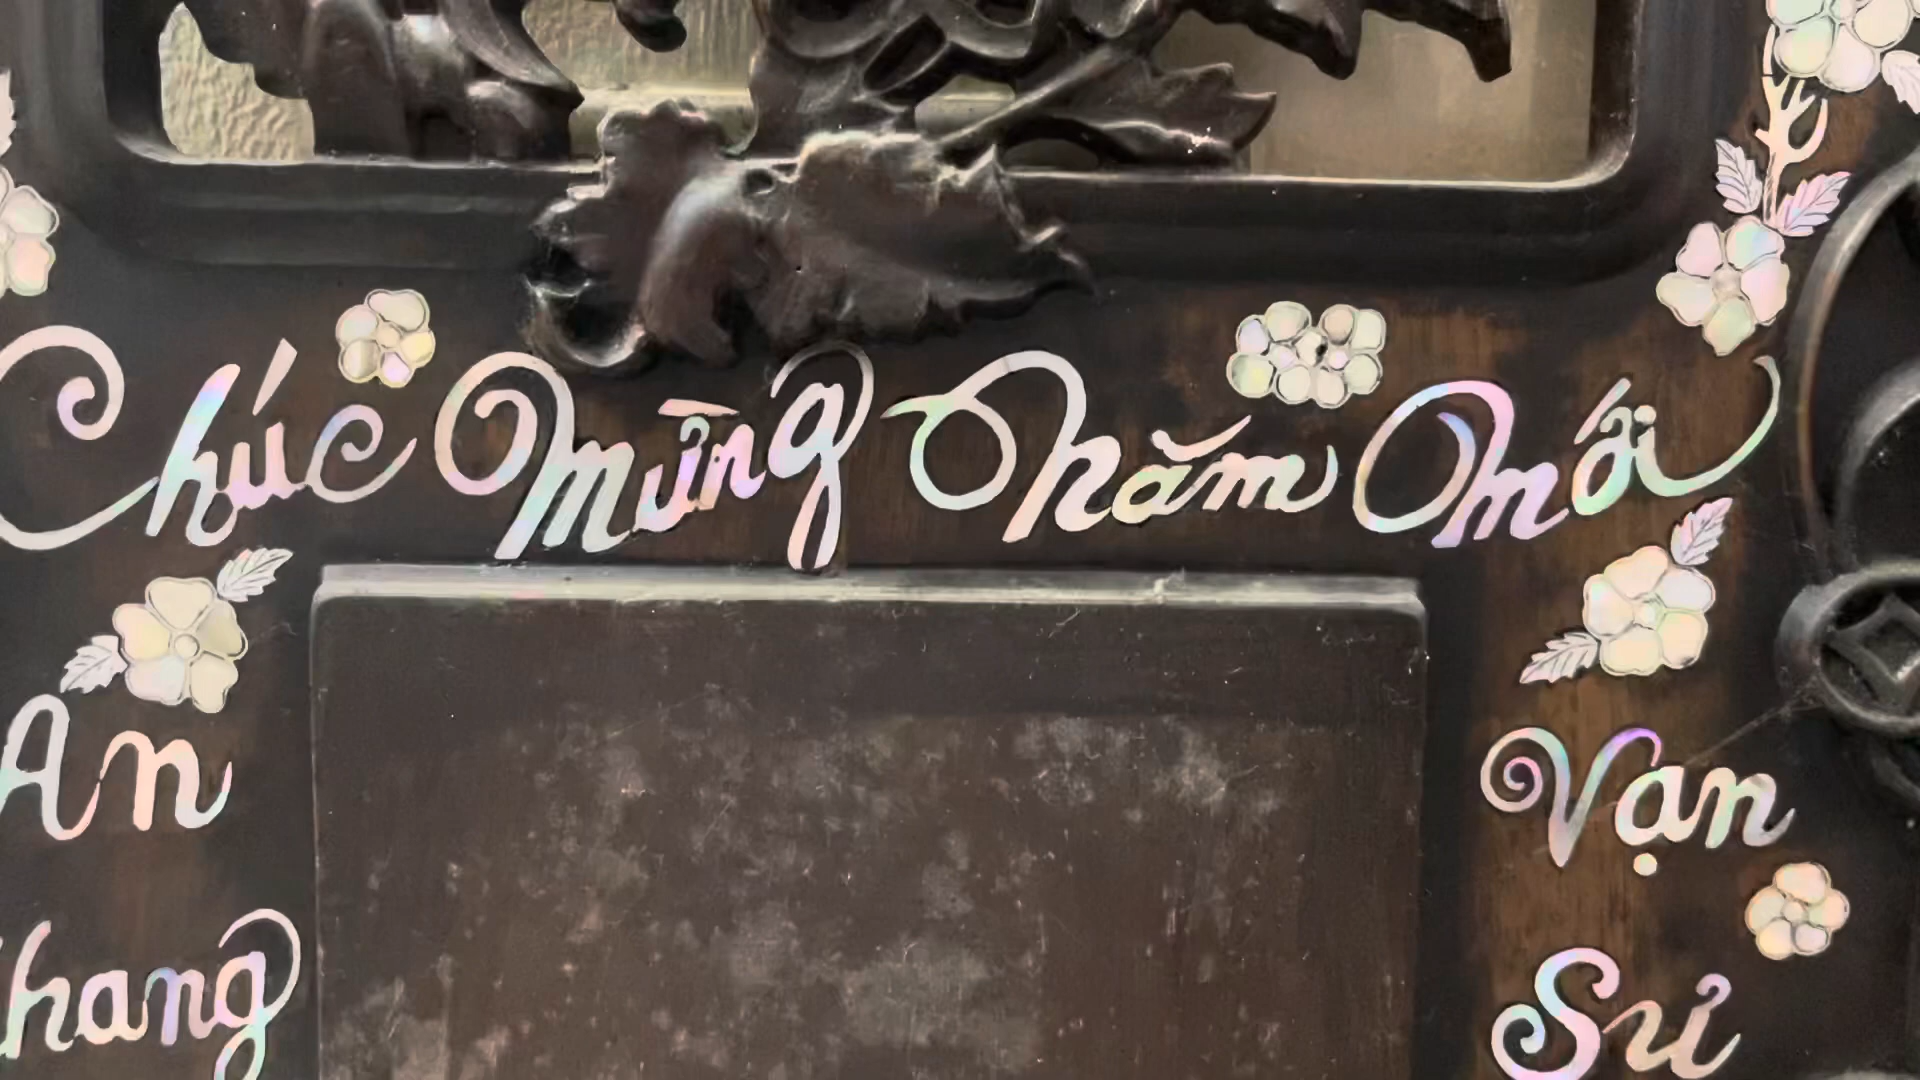 Chúc Mừng Năm Mới
An
Vạn
hang
Sự